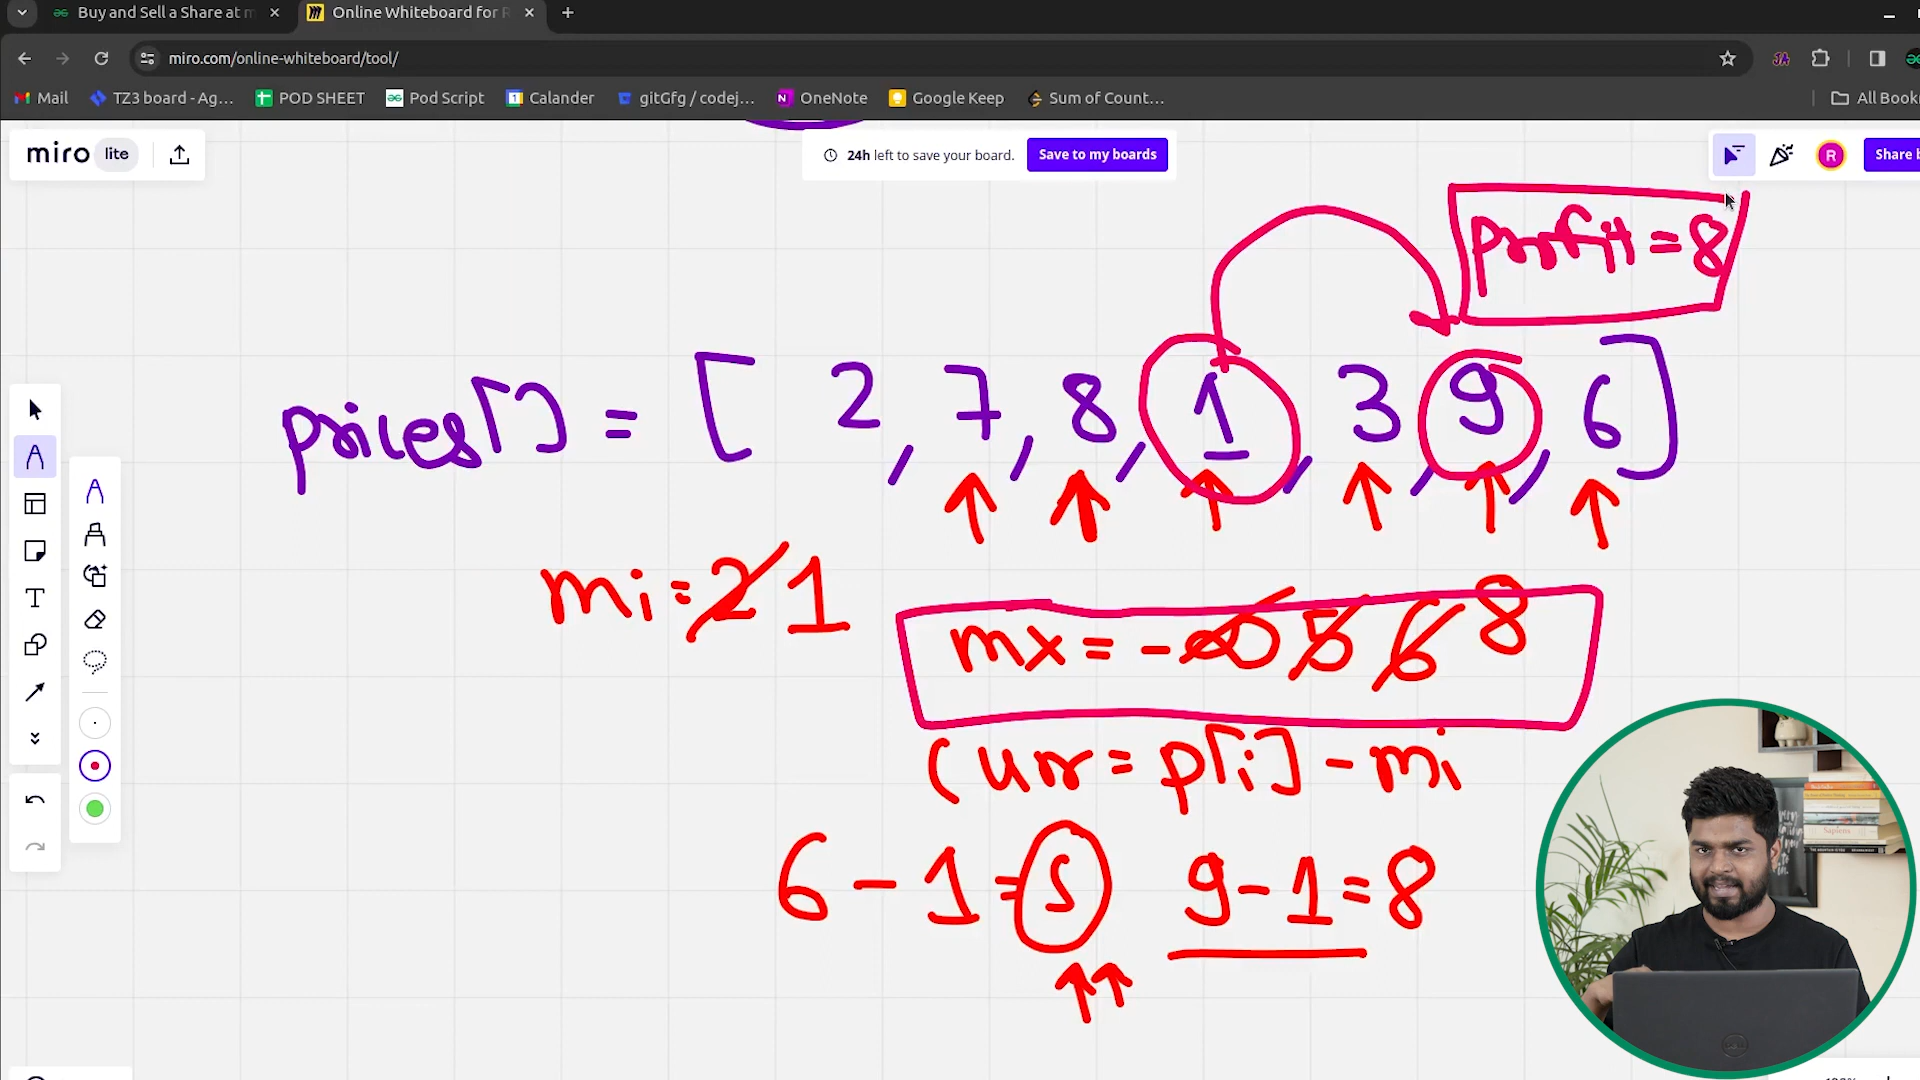 Buy and Sell a Share at m
Online Whiteboard for R
miro.com/online-whiteboard/tool/
Mail
TZ3 board - Ag...
POD SHEET
Pod Script
Calander
gitGfg / codej...
OneNote
Google Keep
Sum of Count...
All Book
miro lite
24h left to save your board.
Save to my boards
R
Share b
profit = 8
prices[] = [ 2, 7, 8, 1, 3, 9, 6]
mi = 2 1
mx = -∞ 5 6 8
Curr = p[i] - mi
6 - 1 = 5 9 - 1 = 8